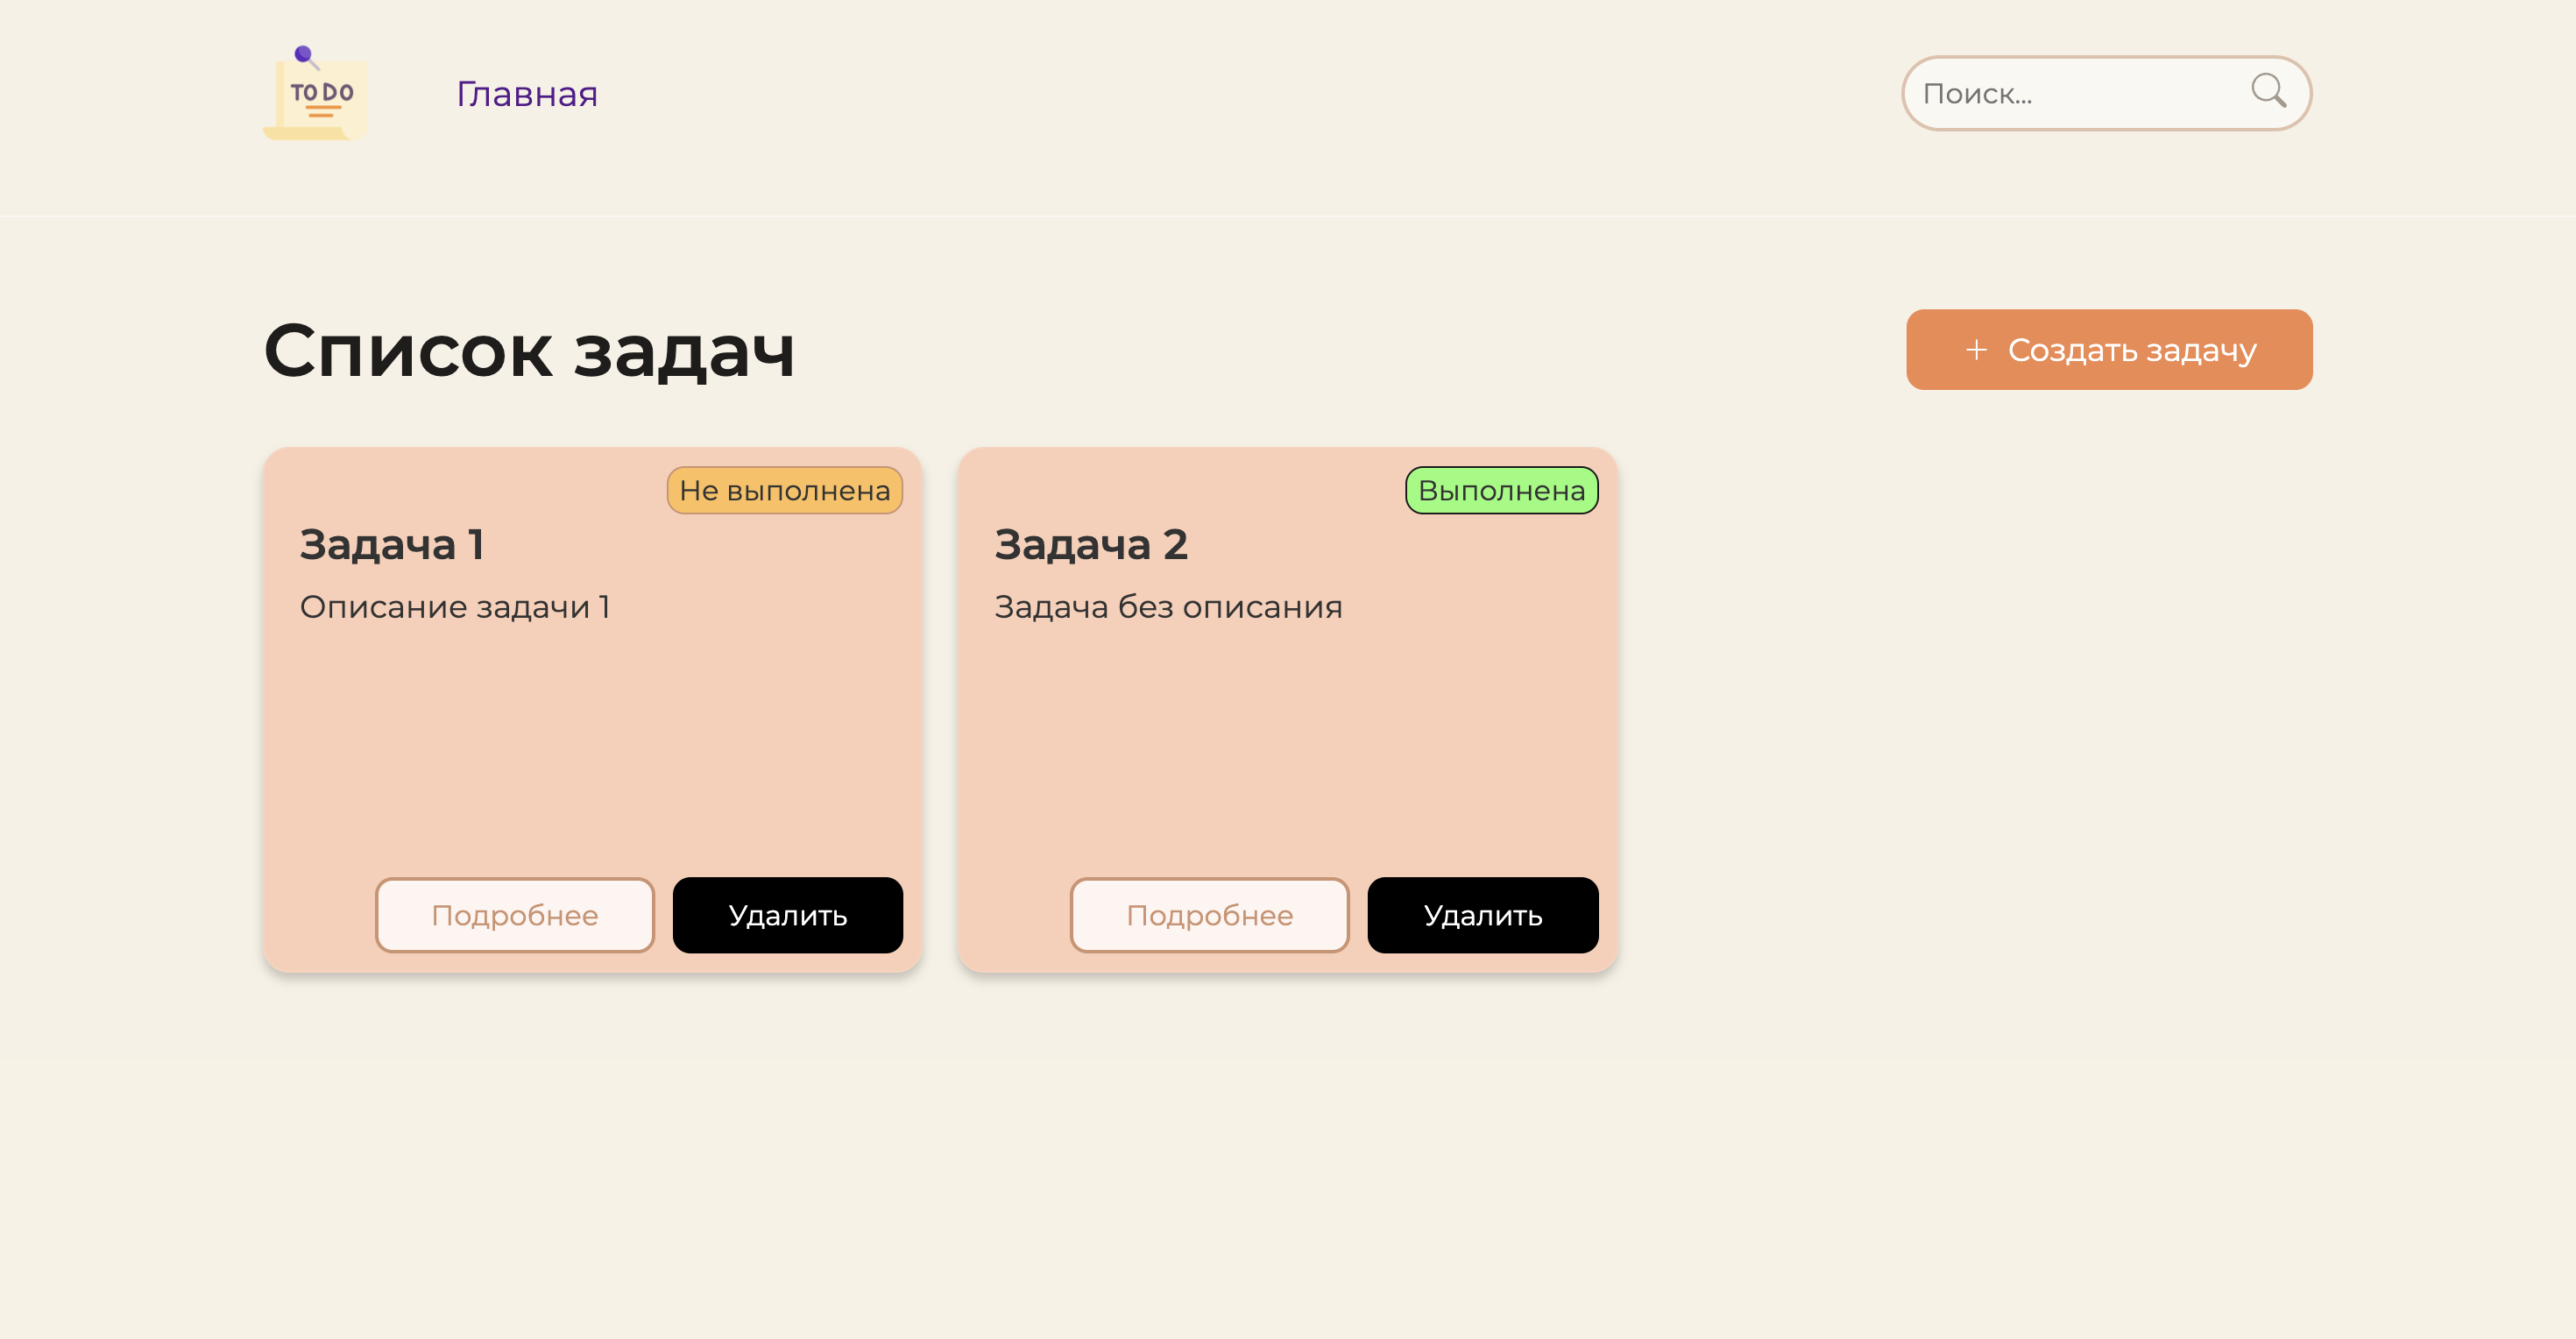 TO DO
Главная
Поиск...
Список задач
+ Создать задачу
Не выполнена
Задача 1
Описание задачи 1
Подробнее
Удалить
Выполнена
Задача 2
Задача без описания
Подробнее
Удалить